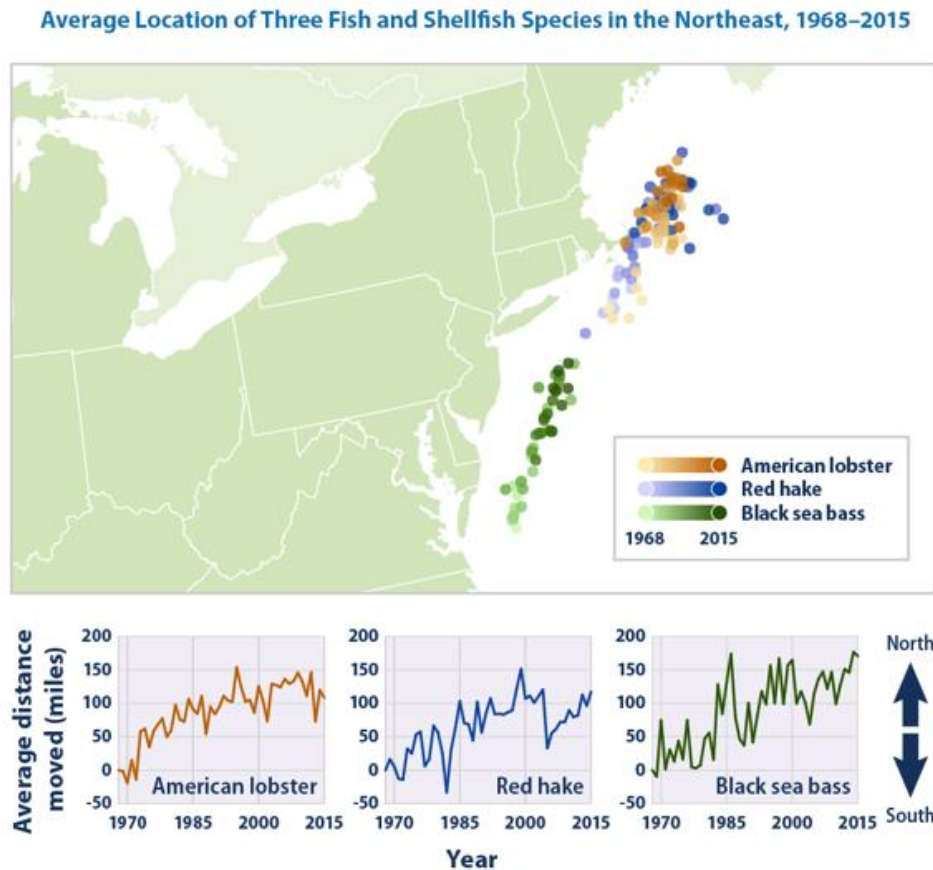 Average Location of Three Fish and Shellfish Species in the Northeast, 1968–2015
American lobster
Red hake
Black sea bass
1968 2015
Average distance
moved (miles)
200
150
100
50
0
-50
American lobster
1970 1985 2000 2015
200
150
100
50
0
-50
Red hake
1970 1985 2000 2015
200
150
100
50
0
-50
Black sea bass
1970 1985 2000 2015
North
South
Year